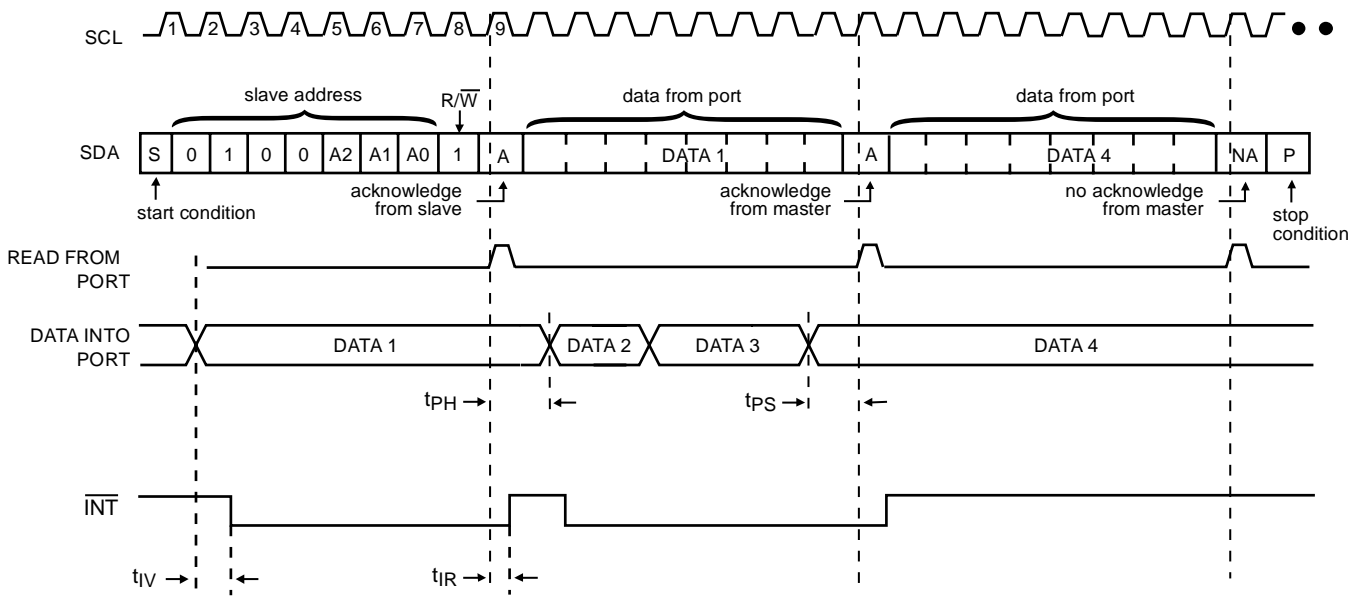 SCL 1 2 3 4 5 6 7 8 9
slave address R/W̅ data from port data from port
SDA S 0 1 0 0 A2 A1 A0 1 A DATA 1 A DATA 4 NA P
start condition
acknowledge
from slave
acknowledge
from master
no acknowledge
from master
stop
condition
READ FROM
PORT
DATA INTO
PORT
DATA 1 DATA 2 DATA 3 DATA 4
tPH tPS
I̅N̅T̅
tIV tIR